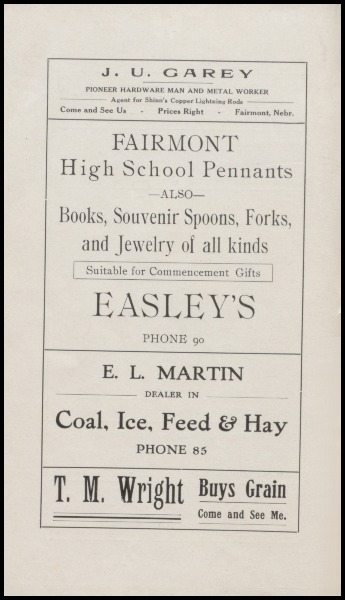 J. U. GAREY
PIONEER HARDWARE MAN AND METAL WORKER
Agent for Shinn's Copper Lightning Rods
Come and See Us - Prices Right - Fairmont, Nebr.
FAIRMONT
High School Pennants
—ALSO—
Books, Souvenir Spoons, Forks,
and Jewelry of all kinds
Suitable for Commencement Gifts
EASLEY'S
PHONE 90
E. L. MARTIN
DEALER IN
Coal, Ice, Feed & Hay
PHONE 85
T. M. Wright
Buys Grain
Come and See Me.